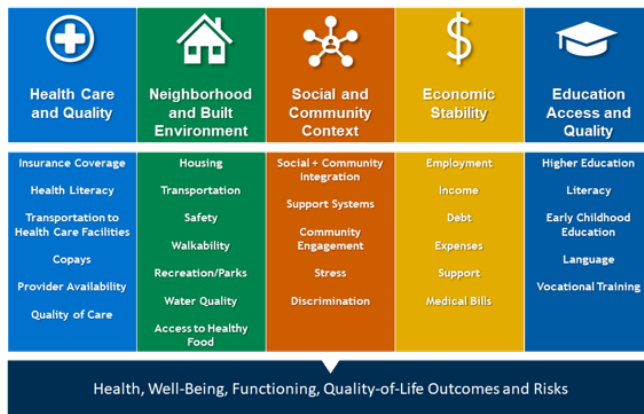 Health Care
and Quality
Neighborhood
and Built
Environment
Social and
Community
Context
Economic
Stability
Education
Access and
Quality
Insurance Coverage
Health Literacy
Transportation to
Health Care Facilities
Copays
Provider Availability
Quality of Care
Housing
Transportation
Safety
Walkability
Recreation/Parks
Water Quality
Access to Healthy
Food
Social + Community
Integration
Support Systems
Community
Engagement
Stress
Discrimination
Employment
Income
Debt
Expenses
Support
Medical Bills
Higher Education
Literacy
Early Childhood
Education
Language
Vocational Training
Health, Well-Being, Functioning, Quality-of-Life Outcomes and Risks